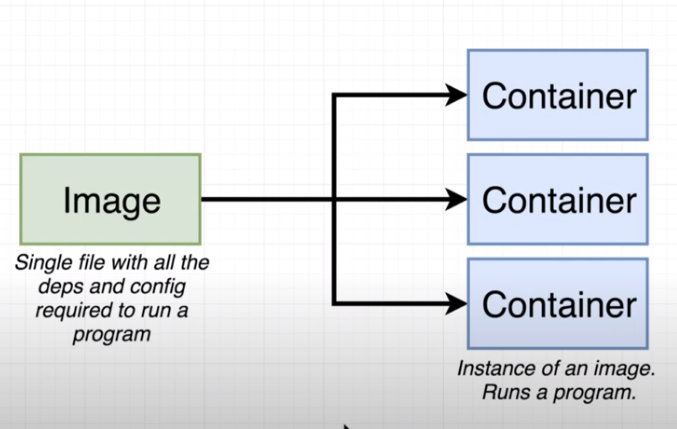 Container
Image
Container
Single file with all the
deps and config
required to run a
program
Container
Instance of an image.
Runs a program.